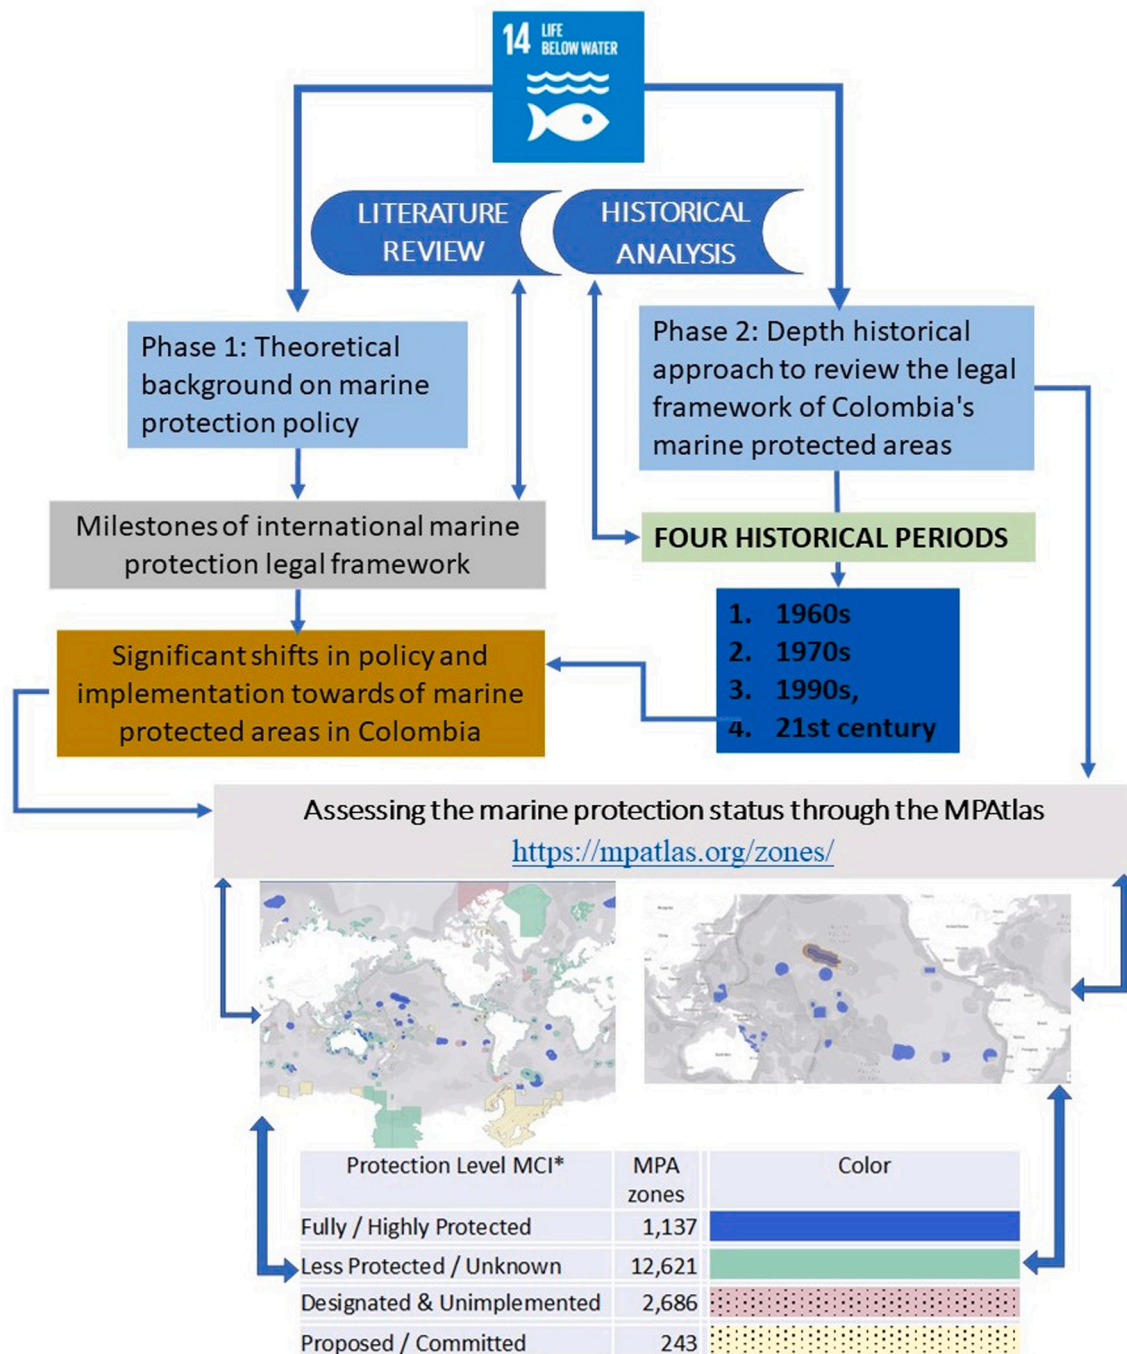 14 LIFE
BELOW WATER
LITERATURE
REVIEW
HISTORICAL
ANALYSIS
Phase 1: Theoretical
background on marine
protection policy
Phase 2: Depth historical
approach to review the legal
framework of Colombia's
marine protected areas
Milestones of international marine
protection legal framework
FOUR HISTORICAL PERIODS
1. 1960s
2. 1970s
3. 1990s,
4. 21st century
Significant shifts in policy and
implementation towards of marine
protected areas in Colombia
Assessing the marine protection status through the MPAtlas
https://mpatlas.org/zones/
Protection Level MCI* MPA zones Color
Fully / Highly Protected 1,137
Less Protected / Unknown 12,621
Designated & Unimplemented 2,686
Proposed / Committed 243